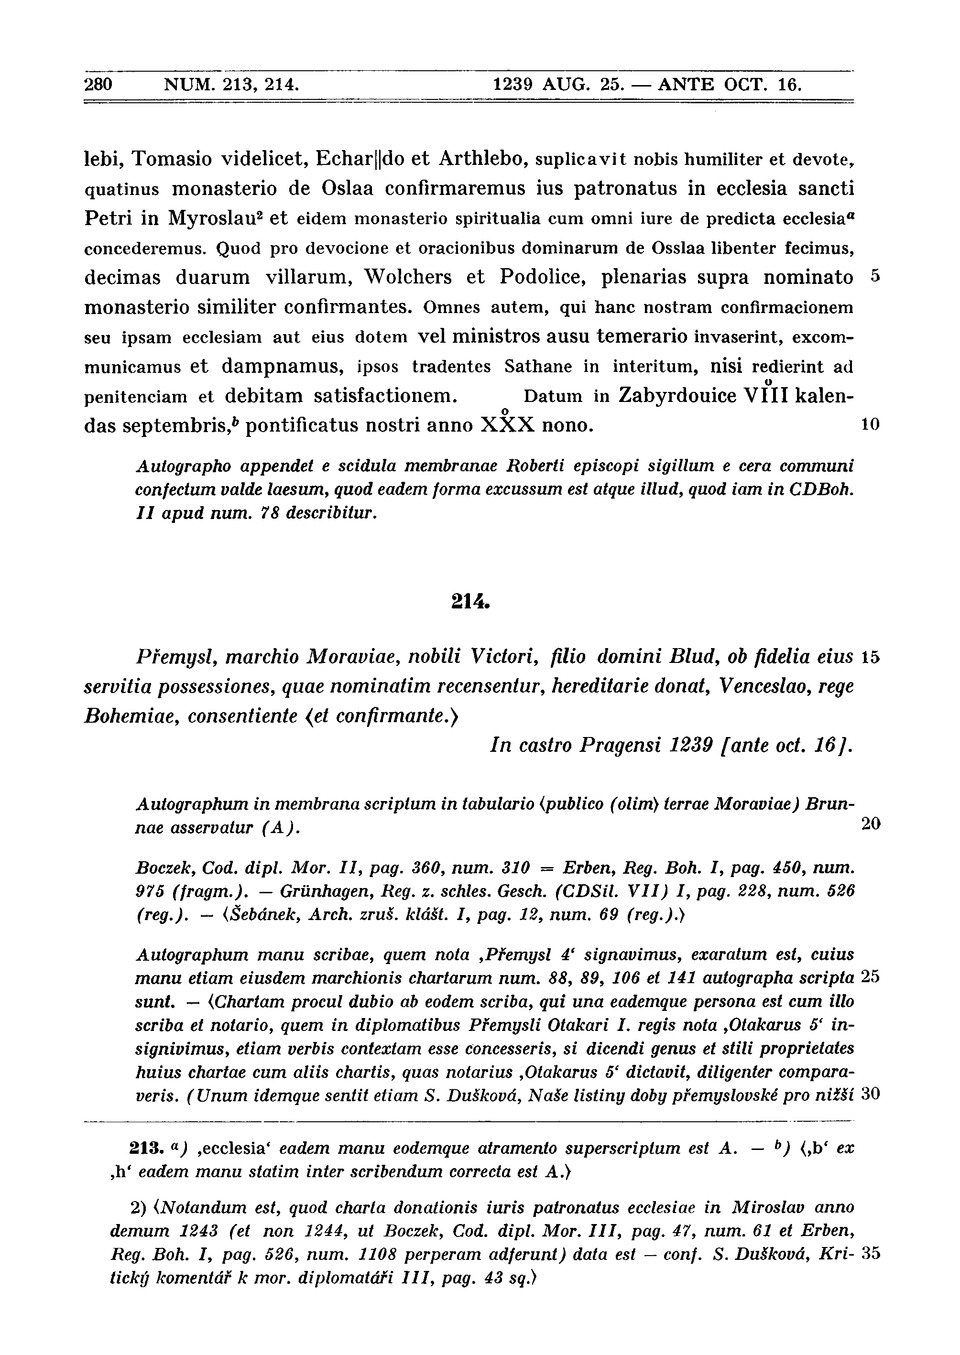 280 NUM. 213, 214. 1239 AUG. 25. — ANTE OCT. 16.
lebi, Tomasio videlicet, Echar||do et Arthlebo, suplicavit nobis humiliter et devote,
quatinus monasterio de Oslaa confirmaremus ius patronatus in ecclesia sancti
Petri in Myroslau² et eidem monasterio spiritualia cum omni iure de predicta ecclesiaᵃ
concederemus. Quod pro devocione et oracionibus dominarum de Osslaa libenter fecimus,
decimas duarum villarum, Wolchers et Podolice, plenarias supra nominato 5
monasterio similiter confirmantes. Omnes autem, qui hanc nostram confirmacionem
seu ipsam ecclesiam aut eius dotem vel ministros ausu temerario invaserint, excom-
municamus et dampnamus, ipsos tradentes Sathane in interitum, nisi redierint ad
penitenciam et debitam satisfactionem. Datum in Zabyrdouice VIIͦI kalen-
das septembris,ᵇ pontificatus nostri anno XXͦX nono. 10
Autographo appendet e scidula membranae Roberti episcopi sigillum e cera communi
confectum valde laesum, quod eadem forma excussum est atque illud, quod iam in CDBoh.
II apud num. 78 describitur.
214.
Přemysl, marchio Moraviae, nobili Victori, filio domini Blud, ob fidelia eius 15
servitia possessiones, quae nominatim recensentur, hereditarie donat, Venceslao, rege
Bohemiae, consentiente ⟨et confirmante.⟩
In castro Pragensi 1239 [ante oct. 16].
Autographum in membrana scriptum in tabulario ⟨publico (olim⟩ terrae Moraviae) Brun-
nae asservatur (A). 20
Boczek, Cod. dipl. Mor. II, pag. 360, num. 310 = Erben, Reg. Boh. I, pag. 450, num.
975 (fragm.). — Grünhagen, Reg. z. schles. Gesch. (CDSil. VII) I, pag. 228, num. 526
(reg.). — ⟨Šebánek, Arch. zruš. klášt. I, pag. 12, num. 69 (reg.).⟩
Autographum manu scribae, quem nota ‚Přemysl 4‘ signavimus, exaratum est, cuius
manu etiam eiusdem marchionis chartarum num. 88, 89, 106 et 141 autographa scripta 25
sunt. — ⟨Chartam procul dubio ab eodem scriba, qui una eademque persona est cum illo
scriba et notario, quem in diplomatibus Přemysli Otakari I. regis nota ‚Otakarus 5‘ in-
signivimus, etiam verbis contextam esse concesseris, si dicendi genus et stili proprietates
huius chartae cum aliis chartis, quas notarius ‚Otakarus 5‘ dictavit, diligenter compara-
veris. (Unum idemque sentit etiam S. Dušková, Naše listiny doby přemyslovské pro nižší 30
213. ᵃ) ‚ecclesia‘ eadem manu eodemque atramento superscriptum est A. — ᵇ) ⟨‚b‘ ex
‚h‘ eadem manu statim inter scribendum correcta est A.⟩
2) ⟨Notandum est, quod charta donationis iuris patronatus ecclesiae in Miroslav anno
demum 1243 (et non 1244, ut Boczek, Cod. dipl. Mor. III, pag. 47, num. 61 et Erben,
Reg. Boh. I, pag. 526, num. 1108 perperam adferunt) data est — conf. S. Dušková, Kri- 35
tický komentář k mor. diplomatáři III, pag. 43 sq.⟩